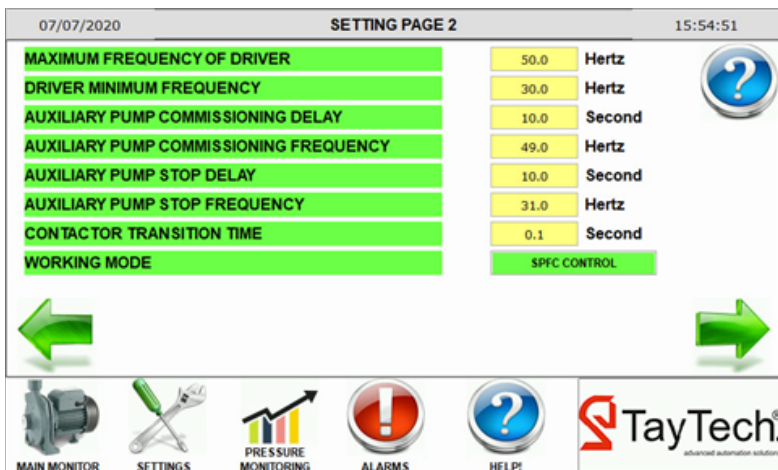 07/07/2020 SETTING PAGE 2 15:54:51
MAXIMUM FREQUENCY OF DRIVER 50.0 Hertz
DRIVER MINIMUM FREQUENCY 30.0 Hertz
AUXILIARY PUMP COMMISSIONING DELAY 10.0 Second
AUXILIARY PUMP COMMISSIONING FREQUENCY 49.0 Hertz
AUXILIARY PUMP STOP DELAY 10.0 Second
AUXILIARY PUMP STOP FREQUENCY 31.0 Hertz
CONTACTOR TRANSITION TIME 0.1 Second
WORKING MODE SPFC CONTROL
MAIN MONITOR
SETTINGS
PRESSURE
MONITORING
ALARMS
HELP!
TayTech
advanced automation solution